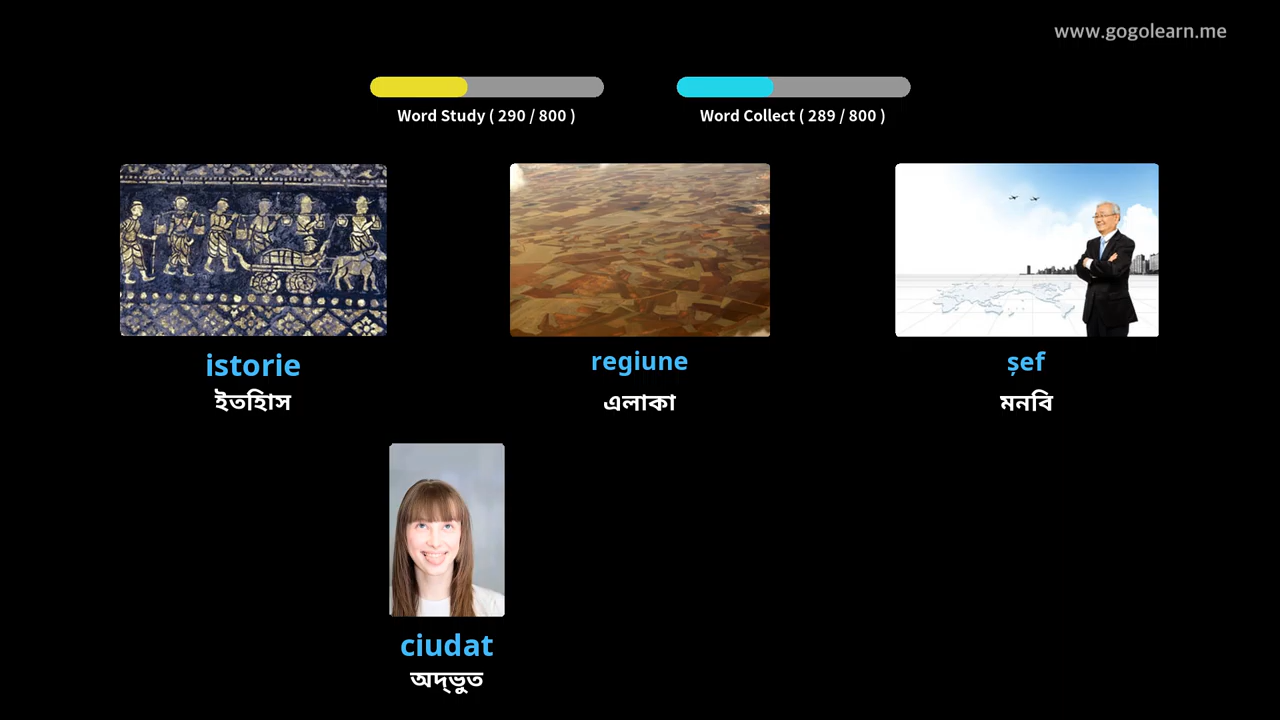 www.gogolearn.me
Word Study ( 290 / 800 )
Word Collect ( 289 / 800 )
istorie
ইতিহাস
regiune
এলাকা
șef
মনিব
ciudat
অদ্ভুত